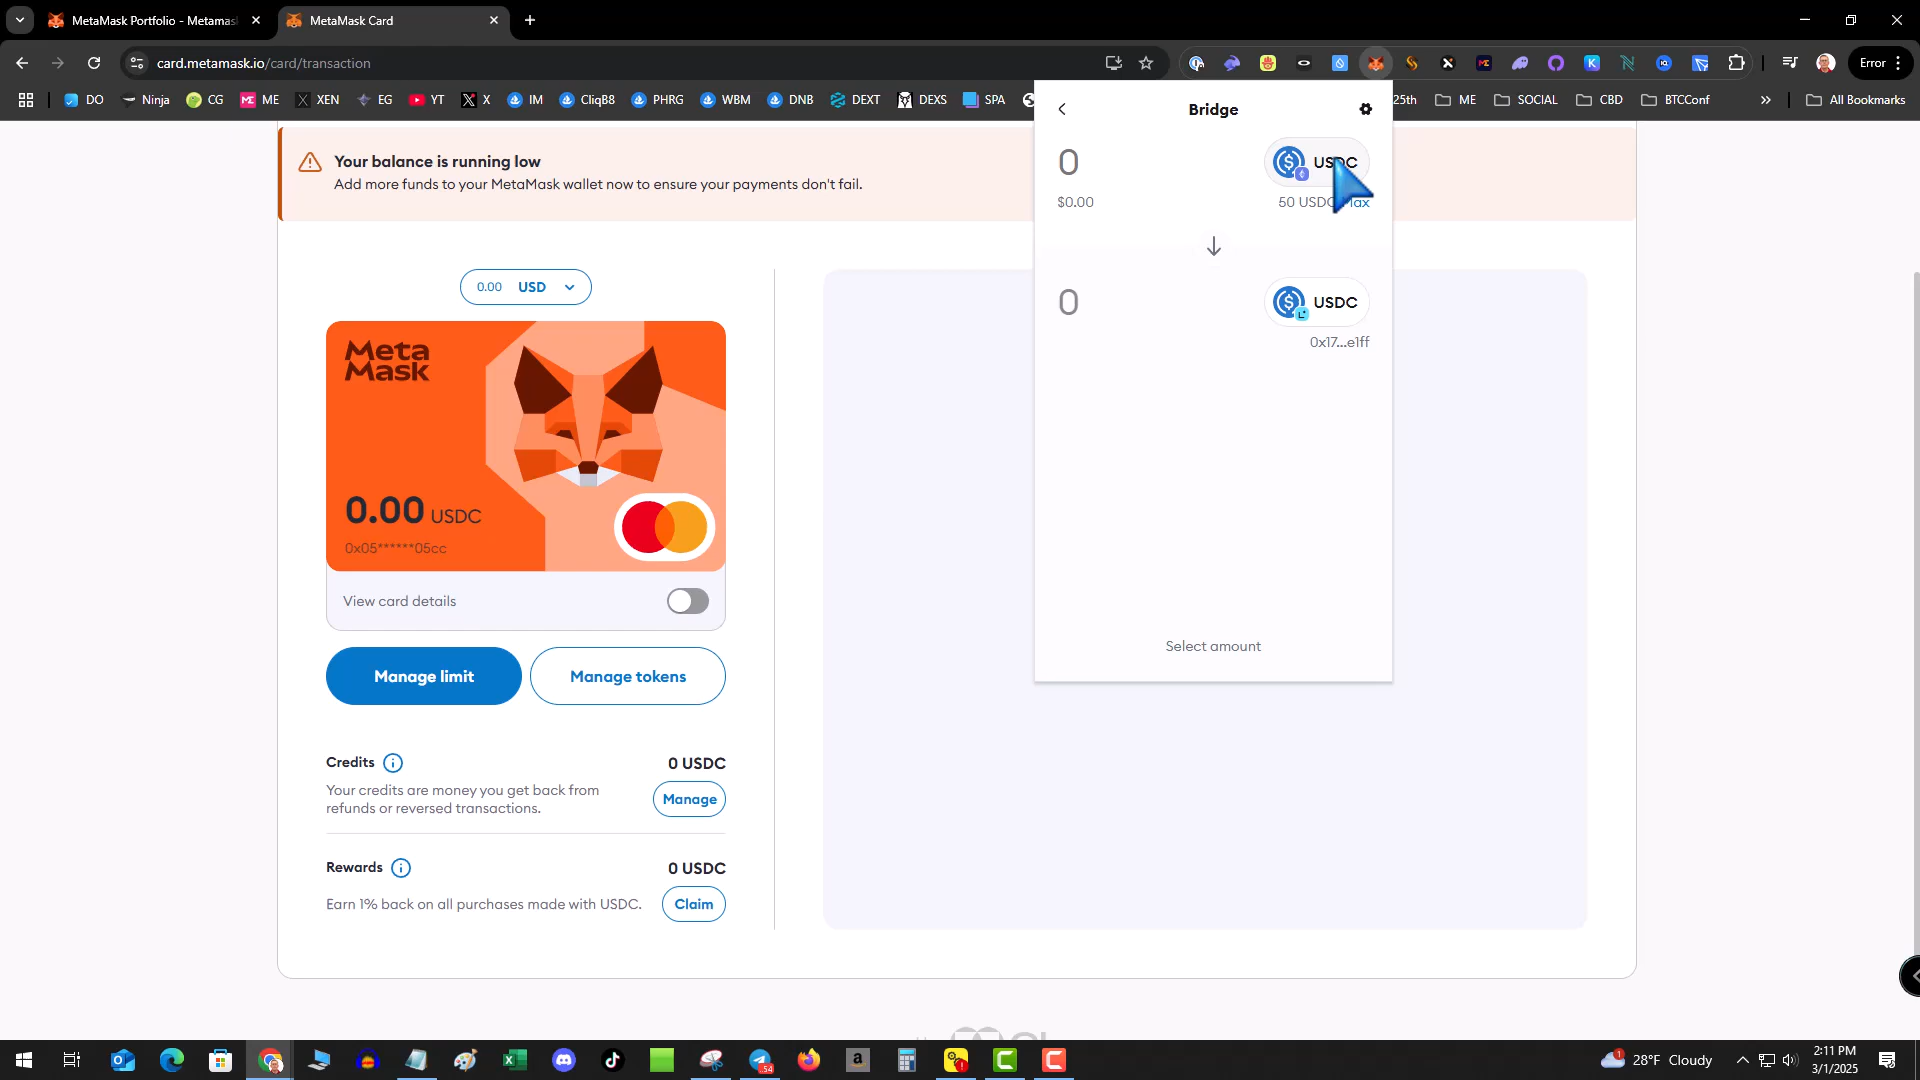 MetaMask Portfolio - Metamas
MetaMask Card
card.metamask.io/card/transaction
Error
DO
Ninja
CG
ME
XEN
EG
YT
X
IM
CliqB8
PHRG
WBM
DNB
DEXT
DEXS
SPA
25th
ME
SOCIAL
CBD
BTCConf
All Bookmarks
Your balance is running low
Add more funds to your MetaMask wallet now to ensure your payments don't fail.
0.00 USD
Meta
Mask
0.00 USDC
0x05******05cc
View card details
Manage limit
Manage tokens
Credits
0 USDC
Your credits are money you get back from
refunds or reversed transactions.
Manage
Rewards
0 USDC
Earn 1% back on all purchases made with USDC.
Claim
Bridge
0
USDC
$0.00
50 USDC Max
0
USDC
0x17...e1ff
Select amount
28°F Cloudy
2:11 PM
3/1/2025